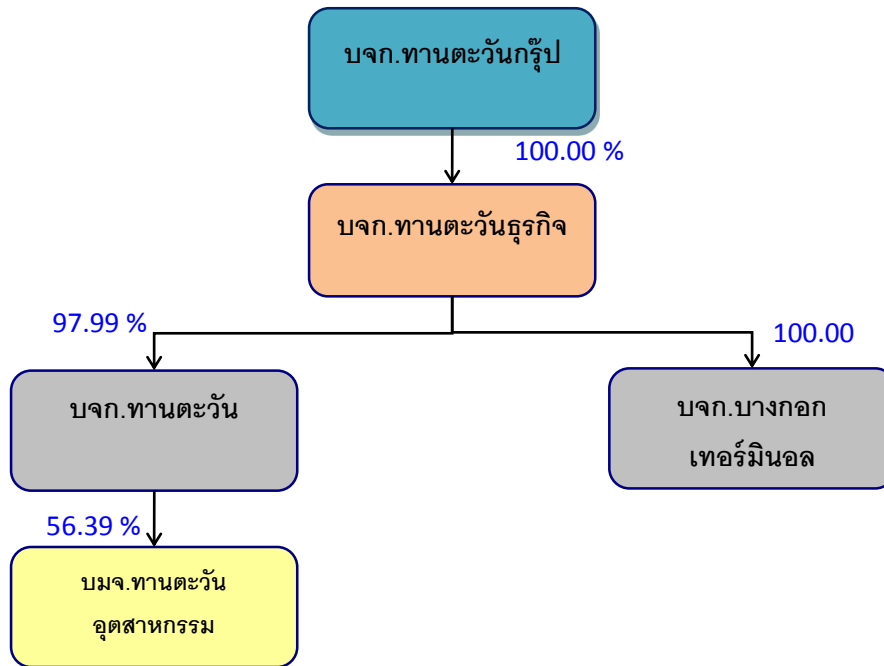 บจก.ทานตะวันกรุ๊ป
100.00 %
บจก.ทานตะวันธุรกิจ
97.99 %
100.00
บจก.ทานตะวัน
บจก.บางกอก
เทอร์มินอล
56.39 %
บมจ.ทานตะวัน
อุตสาหกรรม